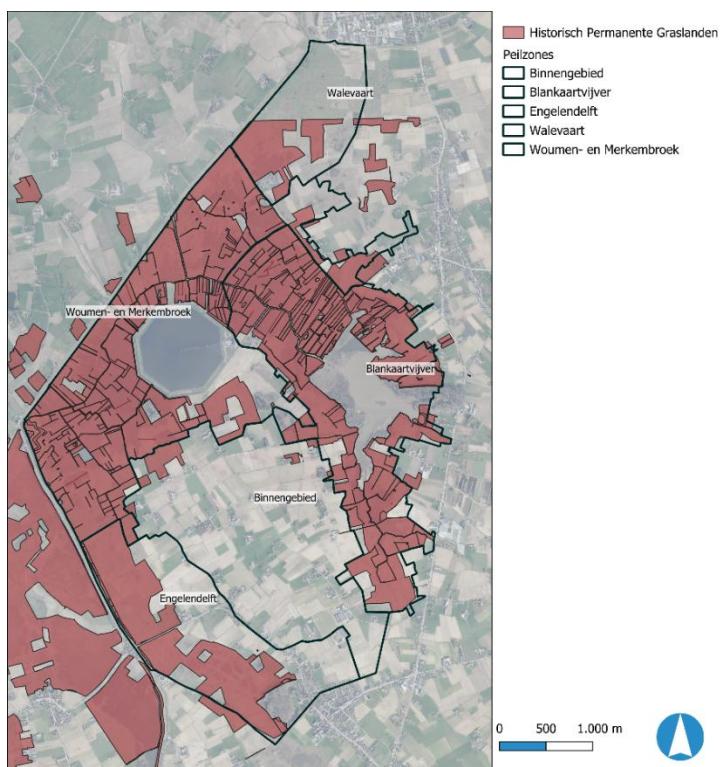 Historisch Permanente Graslanden
Peilzones
Binnengebied
Blankaartvijver
Engelendelft
Walevaart
Woumen- en Merkembroek
Walevaart
Woumen- en Merkembroek
Blankaartvijver
Binnengebied
Engelendelft
0 500 1.000 m